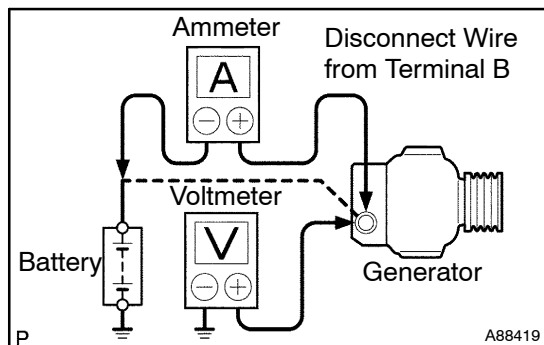 Ammeter
Disconnect Wire
from Terminal B
A
− +
Voltmeter
V
− +
Battery
Generator
P
A88419